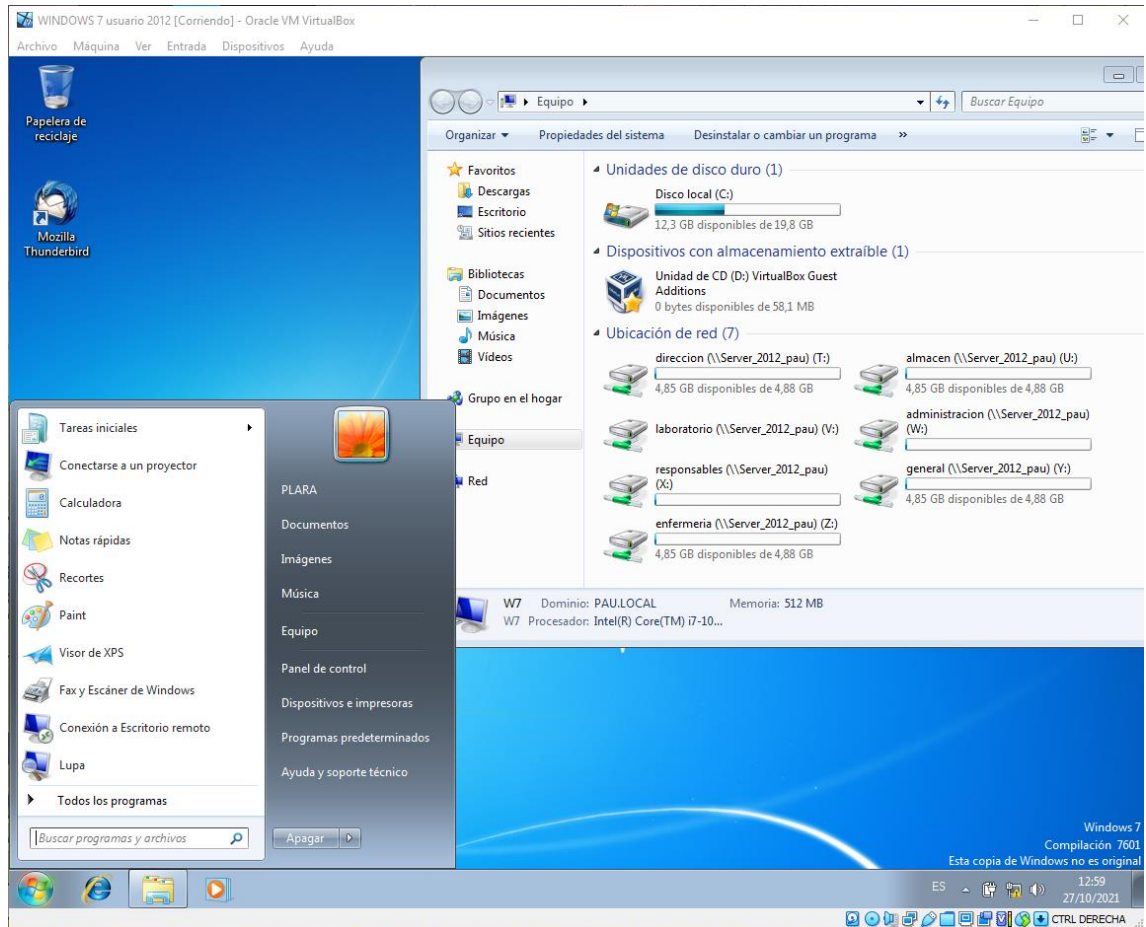 WINDOWS 7 usuario 2012 [Corriendo] - Oracle VM VirtualBox
Archivo Máquina Ver Entrada Dispositivos Ayuda
Papelera de
reciclaje
Mozilla
Thunderbird
Equipo
Buscar Equipo
Organizar Propiedades del sistema Desinstalar o cambiar un programa »
Favoritos
Descargas
Escritorio
Sitios recientes
Bibliotecas
Documentos
Imágenes
Música
Vídeos
Grupo en el hogar
Equipo
Red
Unidades de disco duro (1)
Disco local (C:)
12,3 GB disponibles de 19,8 GB
Dispositivos con almacenamiento extraíble (1)
Unidad de CD (D:) VirtualBox Guest
Additions
0 bytes disponibles de 58,1 MB
Ubicación de red (7)
direccion (\\Server_2012_pau) (T:)
4,85 GB disponibles de 4,88 GB
almacen (\\Server_2012_pau) (U:)
4,85 GB disponibles de 4,88 GB
laboratorio (\\Server_2012_pau) (V:)
administracion (\\Server_2012_pau)
(W:)
responsables (\\Server_2012_pau)
(X:)
general (\\Server_2012_pau) (Y:)
4,85 GB disponibles de 4,88 GB
enfermeria (\\Server_2012_pau) (Z:)
4,85 GB disponibles de 4,88 GB
W7 Dominio: PAU.LOCAL Memoria: 512 MB
W7 Procesador: Intel(R) Core(TM) i7-10...
Tareas iniciales
Conectarse a un proyector
Calculadora
Notas rápidas
Recortes
Paint
Visor de XPS
Fax y Escáner de Windows
Conexión a Escritorio remoto
Lupa
Todos los programas
Buscar programas y archivos
PLARA
Documentos
Imágenes
Música
Equipo
Panel de control
Dispositivos e impresoras
Programas predeterminados
Ayuda y soporte técnico
Apagar
Windows 7
Compilación 7601
Esta copia de Windows no es original
ES
12:59
27/10/2021
CTRL DERECHA